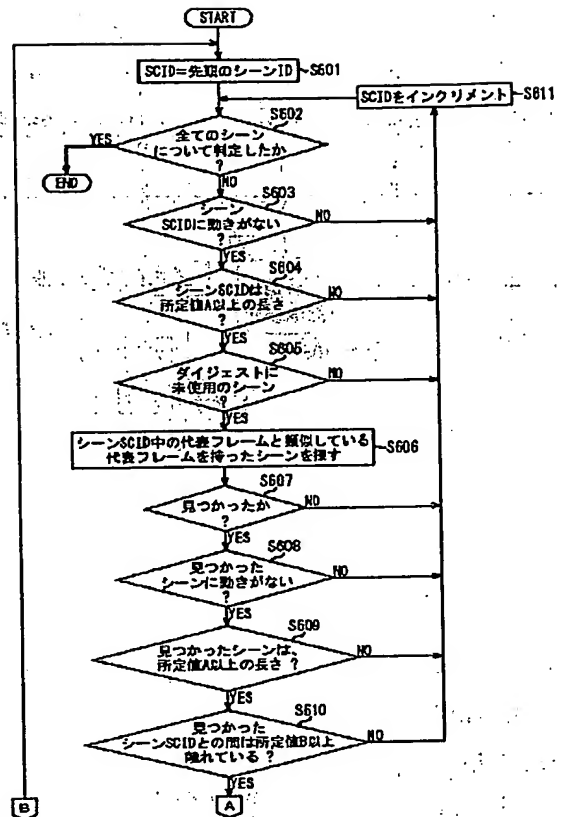 START
SCID=先頭のシーンID
S601
SCIDをインクリメント
S611
S602
全てのシーン
について判定したか
?
YES
END
NO
S603
シーン
SCIDに動きがない
?
NO
YES
S604
シーンSCIDは、
所定値A以上の長さ
?
NO
YES
S605
ダイジェストに
未使用のシーン
?
NO
YES
シーンSCID中の代表フレームと類似している
代表フレームを持ったシーンを探す
S606
S607
見つかったか
?
NO
YES
S608
見つかった
シーンに動きがない
?
NO
YES
S609
見つかったシーンは、
所定値A以上の長さ ?
NO
YES
S610
見つかった
シーンSCIDとの間は所定値B以上
離れている ?
NO
YES
B
A